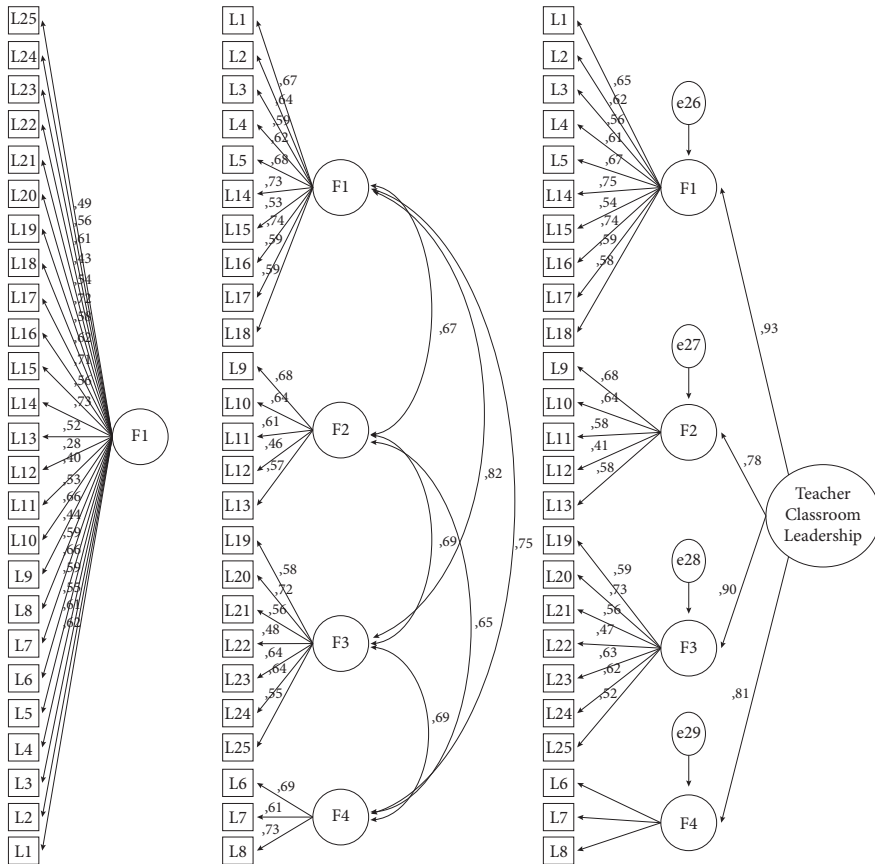 L25
L24
L23
L22
L21
L20
L19
L18
L17
L16
L15
L14
L13
L12
L11
L10
L9
L8
L7
L6
L5
L4
L3
L2
L1
,49
,56
,61
,43
,54
,72
,58
,62
,71
,56
,73
,52
,28
,40
,53
,66
,44
,59
,66
,59
,55
,61
,62
F1
L1
L2
L3
L4
L5
L14
L15
L16
L17
L18
,67
,64
,59
,62
,68
,73
,53
,74
,59
,59
F1
L9
L10
L11
L12
L13
,68
,64
,61
,46
,57
F2
L19
L20
L21
L22
L23
L24
L25
,58
,72
,56
,48
,64
,64
,55
F3
L6
L7
L8
,69
,61
,73
F4
,67
,82
,69
,75
,65
,69
L1
L2
L3
L4
L5
L14
L15
L16
L17
L18
,65
,62
,56
,61
,67
,75
,54
,74
,59
,58
e26
F1
L9
L10
L11
L12
L13
,68
,64
,58
,41
,58
e27
F2
L19
L20
L21
L22
L23
L24
L25
,59
,73
,56
,47
,63
,62
,52
e28
F3
L6
L7
L8
e29
F4
,93
,78
,90
,81
Teacher
Classroom
Leadership